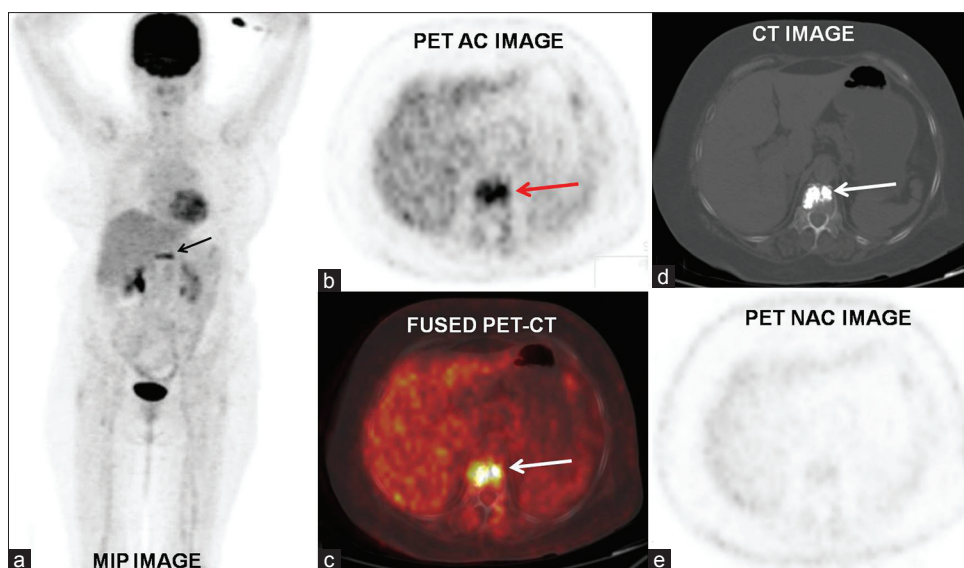 PET AC IMAGE
CT IMAGE
b
d
FUSED PET-CT
PET NAC IMAGE
a
MIP IMAGE
c
e